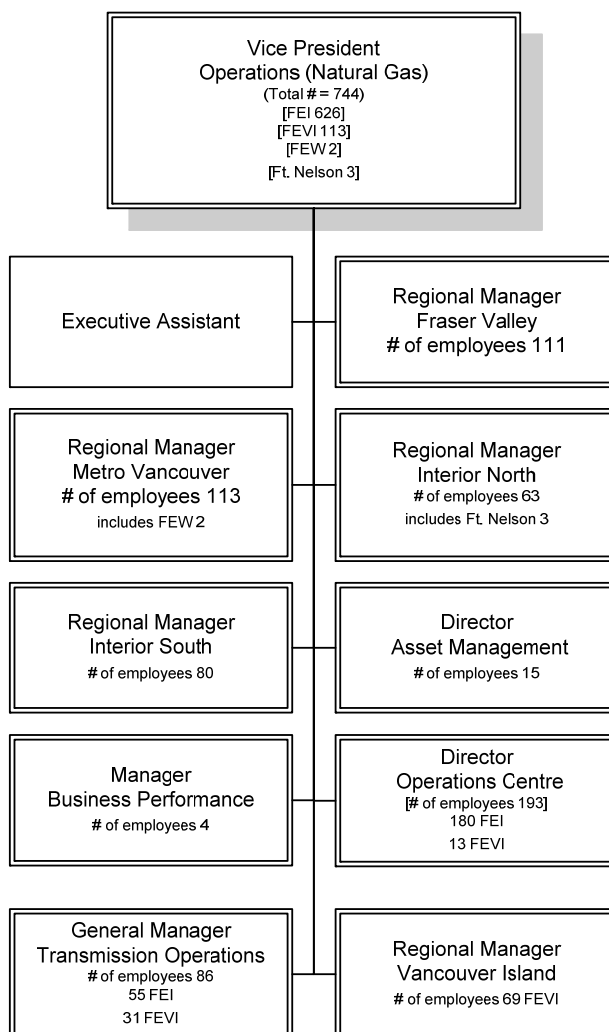 Vice President
Operations (Natural Gas)
(Total # = 744)
[FEI 626]
[FEVI 113]
[FEW 2]
[Ft. Nelson 3]
Executive Assistant
Regional Manager
Fraser Valley
# of employees 111
Regional Manager
Metro Vancouver
# of employees 113
includes FEW 2
Regional Manager
Interior North
# of employees 63
includes Ft. Nelson 3
Regional Manager
Interior South
# of employees 80
Director
Asset Management
# of employees 15
Manager
Business Performance
# of employees 4
Director
Operations Centre
[# of employees 193]
180 FEI
13 FEVI
General Manager
Transmission Operations
# of employees 86
55 FEI
31 FEVI
Regional Manager
Vancouver Island
# of employees 69 FEVI